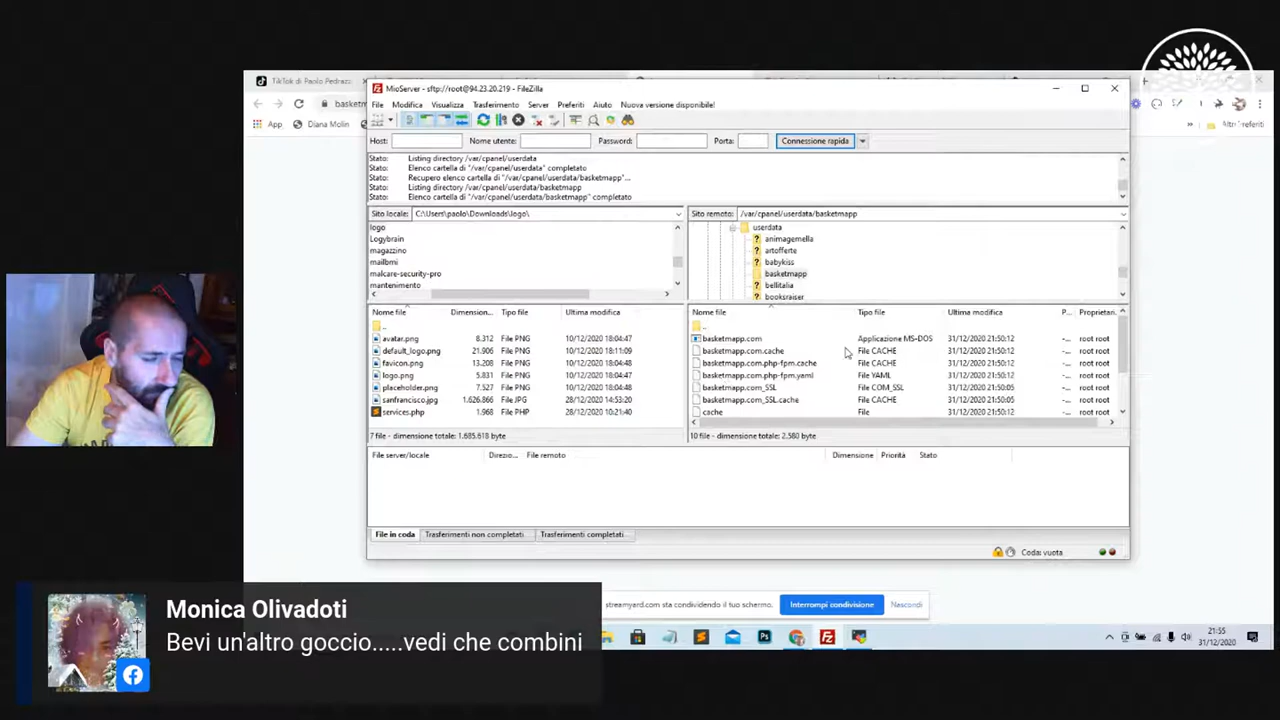 TikTok di Paolo Pedrazzi
MioServer - sftp://root@94.23.20.219 - FileZilla
basketm
File Modifica Visualizza Trasferimento Server Preferiti Aiuto Nuova versione disponibile!
App Diana Molin
Altri Preferiti
Host: Nome utente: Password: Porta: Connessione rapida
Stato: Listing directory /var/cpanel/userdata
Stato: Elenco cartella di "/var/cpanel/userdata" completato
Stato: Recupero elenco cartella di "/var/cpanel/userdata/basketmapp"...
Stato: Listing directory /var/cpanel/userdata/basketmapp
Stato: Elenco cartella di "/var/cpanel/userdata/basketmapp" completato
Sito locale: C:\Users\paolo\Downloads\logo\
logo
Logybrain
magazzino
mailbmi
malcare-security-pro
mantenimento
Sito remoto: /var/cpanel/userdata/basketmapp
userdata
animagemella
artofferte
babykiss
basketmapp
bellitalia
booksraiser
Nome file Dimension... Tipo file Ultima modifica
..
avatar.png 8.312 File PNG 10/12/2020 18:04:47
default_logo.png 21.906 File PNG 10/12/2020 18:11:09
favicon.png 13.208 File PNG 10/12/2020 18:04:48
logo.png 5.831 File PNG 10/12/2020 18:04:47
placeholder.png 7.527 File PNG 10/12/2020 18:04:48
sanfrancisco.jpg 1.626.866 File JPG 28/12/2020 14:53:20
services.php 1.968 File PHP 28/12/2020 10:21:40
7 file - dimensione totale: 1.685.618 byte
Nome file Tipo file Ultima modifica P... Proprietan.
..
basketmapp.com Applicazione MS-DOS 31/12/2020 21:50:12 -... root root
basketmapp.com.cache File CACHE 31/12/2020 21:50:12 -... root root
basketmapp.com.php-fpm.cache File CACHE 31/12/2020 21:50:12 -... root root
basketmapp.com.php-fpm.yaml File YAML 31/12/2020 21:50:12 -... root root
basketmapp.com_SSL File COM_SSL 31/12/2020 21:50:05 -... root root
basketmapp.com_SSL.cache File CACHE 31/12/2020 21:50:05 -... root root
cache File 31/12/2020 21:50:12 -... root root
10 file - dimensione totale: 2.580 byte
File server/locale Direzio... File remoto Dimensione Priorità Stato
File in coda Trasferimenti non completati Trasferimenti completati
Coda: vuota
streamyard.com sta condividendo il tuo schermo. Interrompi condivisione Nascondi
21:55
31/12/2020
Monica Olivadoti
Bevi un'altro goccio.....vedi che combini